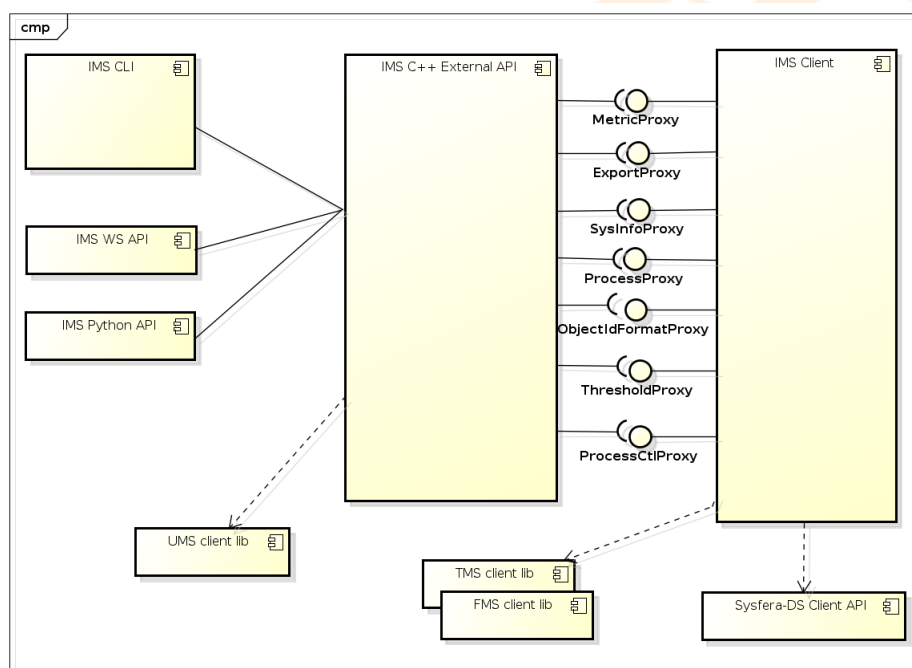 cmp
IMS CLI
IMS C++ External API
IMS Client
MetricProxy
ExportProxy
IMS WS API
SysInfoProxy
ProcessProxy
IMS Python API
ObjectIdFormatProxy
ThresholdProxy
ProcessCtlProxy
UMS client lib
TMS client lib
FMS client lib
Sysfera-DS Client API